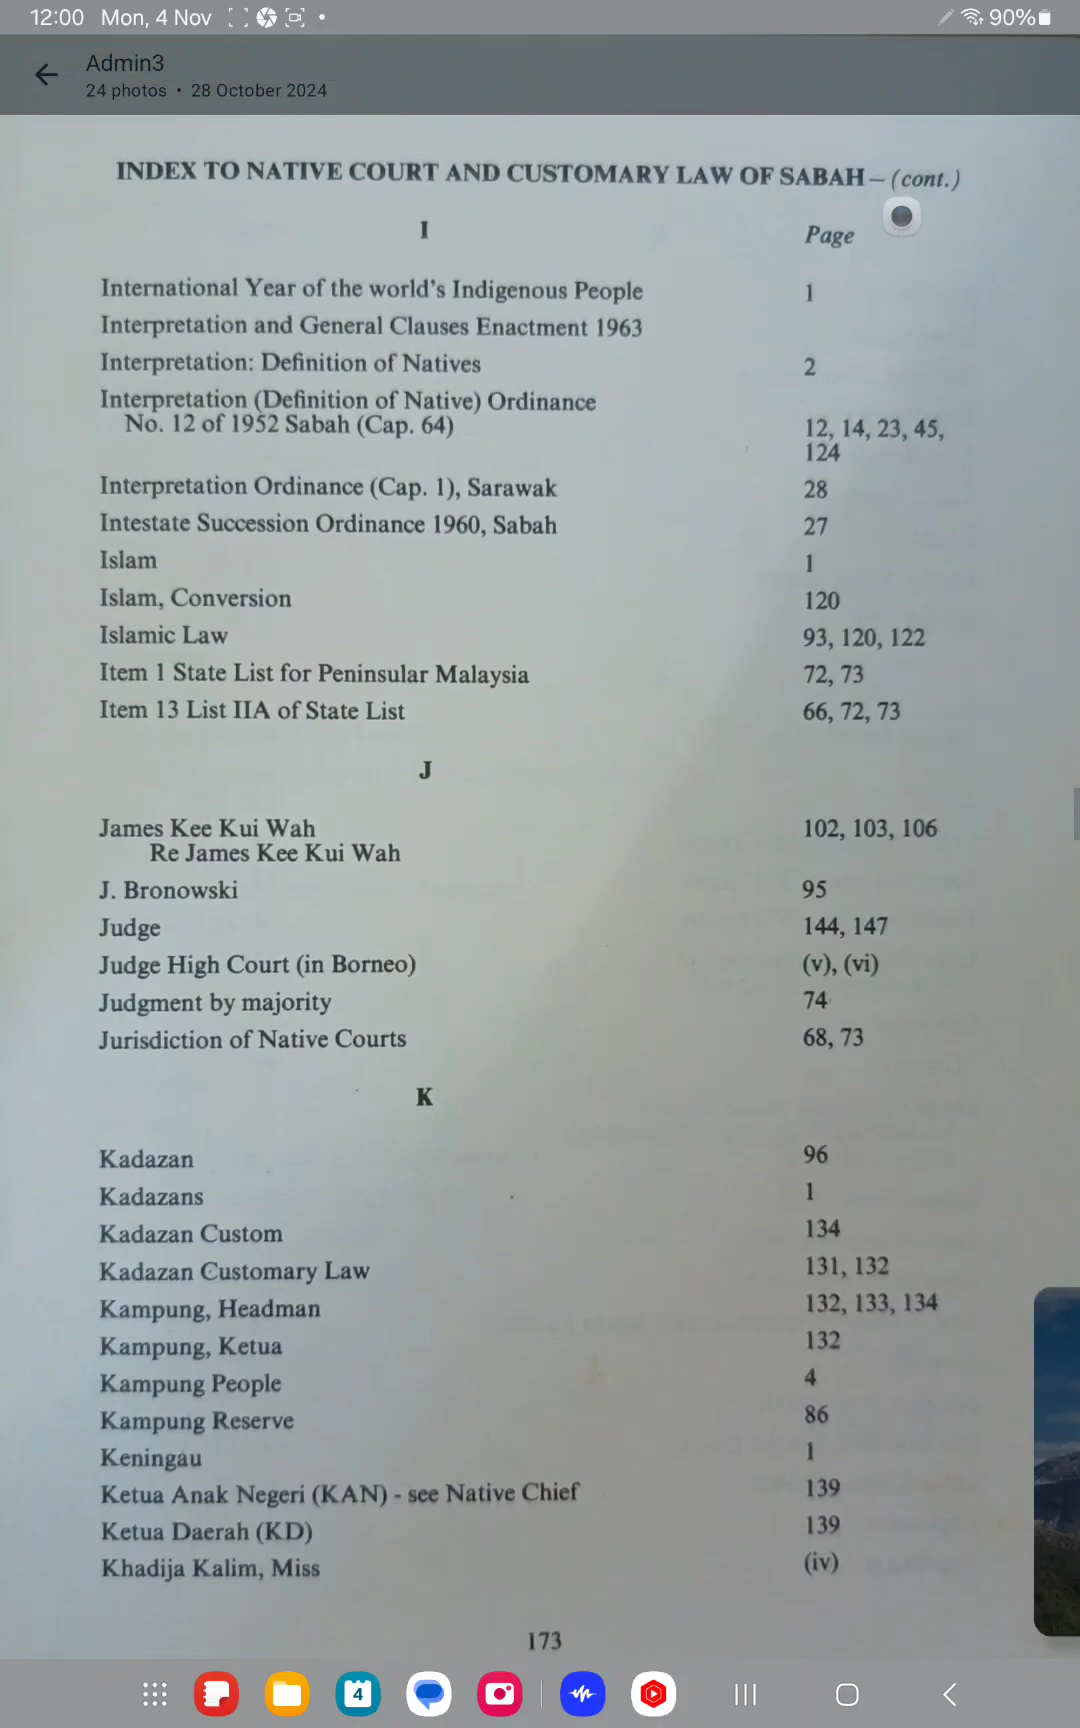 12:00 Mon, 4 Nov
90%
Admin3
24 photos • 28 October 2024
INDEX TO NATIVE COURT AND CUSTOMARY LAW OF SABAH – (cont.)
I
Page
International Year of the world's Indigenous People 1
Interpretation and General Clauses Enactment 1963
Interpretation: Definition of Natives 2
Interpretation (Definition of Native) Ordinance
No. 12 of 1952 Sabah (Cap. 64) 12, 14, 23, 45,
124
Interpretation Ordinance (Cap. 1), Sarawak 28
Intestate Succession Ordinance 1960, Sabah 27
Islam 1
Islam, Conversion 120
Islamic Law 93, 120, 122
Item 1 State List for Peninsular Malaysia 72, 73
Item 13 List IIA of State List 66, 72, 73
J
James Kee Kui Wah 102, 103, 106
Re James Kee Kui Wah
J. Bronowski 95
Judge 144, 147
Judge High Court (in Borneo) (v), (vi)
Judgment by majority 74
Jurisdiction of Native Courts 68, 73
K
Kadazan 96
Kadazans 1
Kadazan Custom 134
Kadazan Customary Law 131, 132
Kampung, Headman 132, 133, 134
Kampung, Ketua 132
Kampung People 4
Kampung Reserve 86
Keningau 1
Ketua Anak Negeri (KAN) - see Native Chief 139
Ketua Daerah (KD) 139
Khadija Kalim, Miss (iv)
173
4